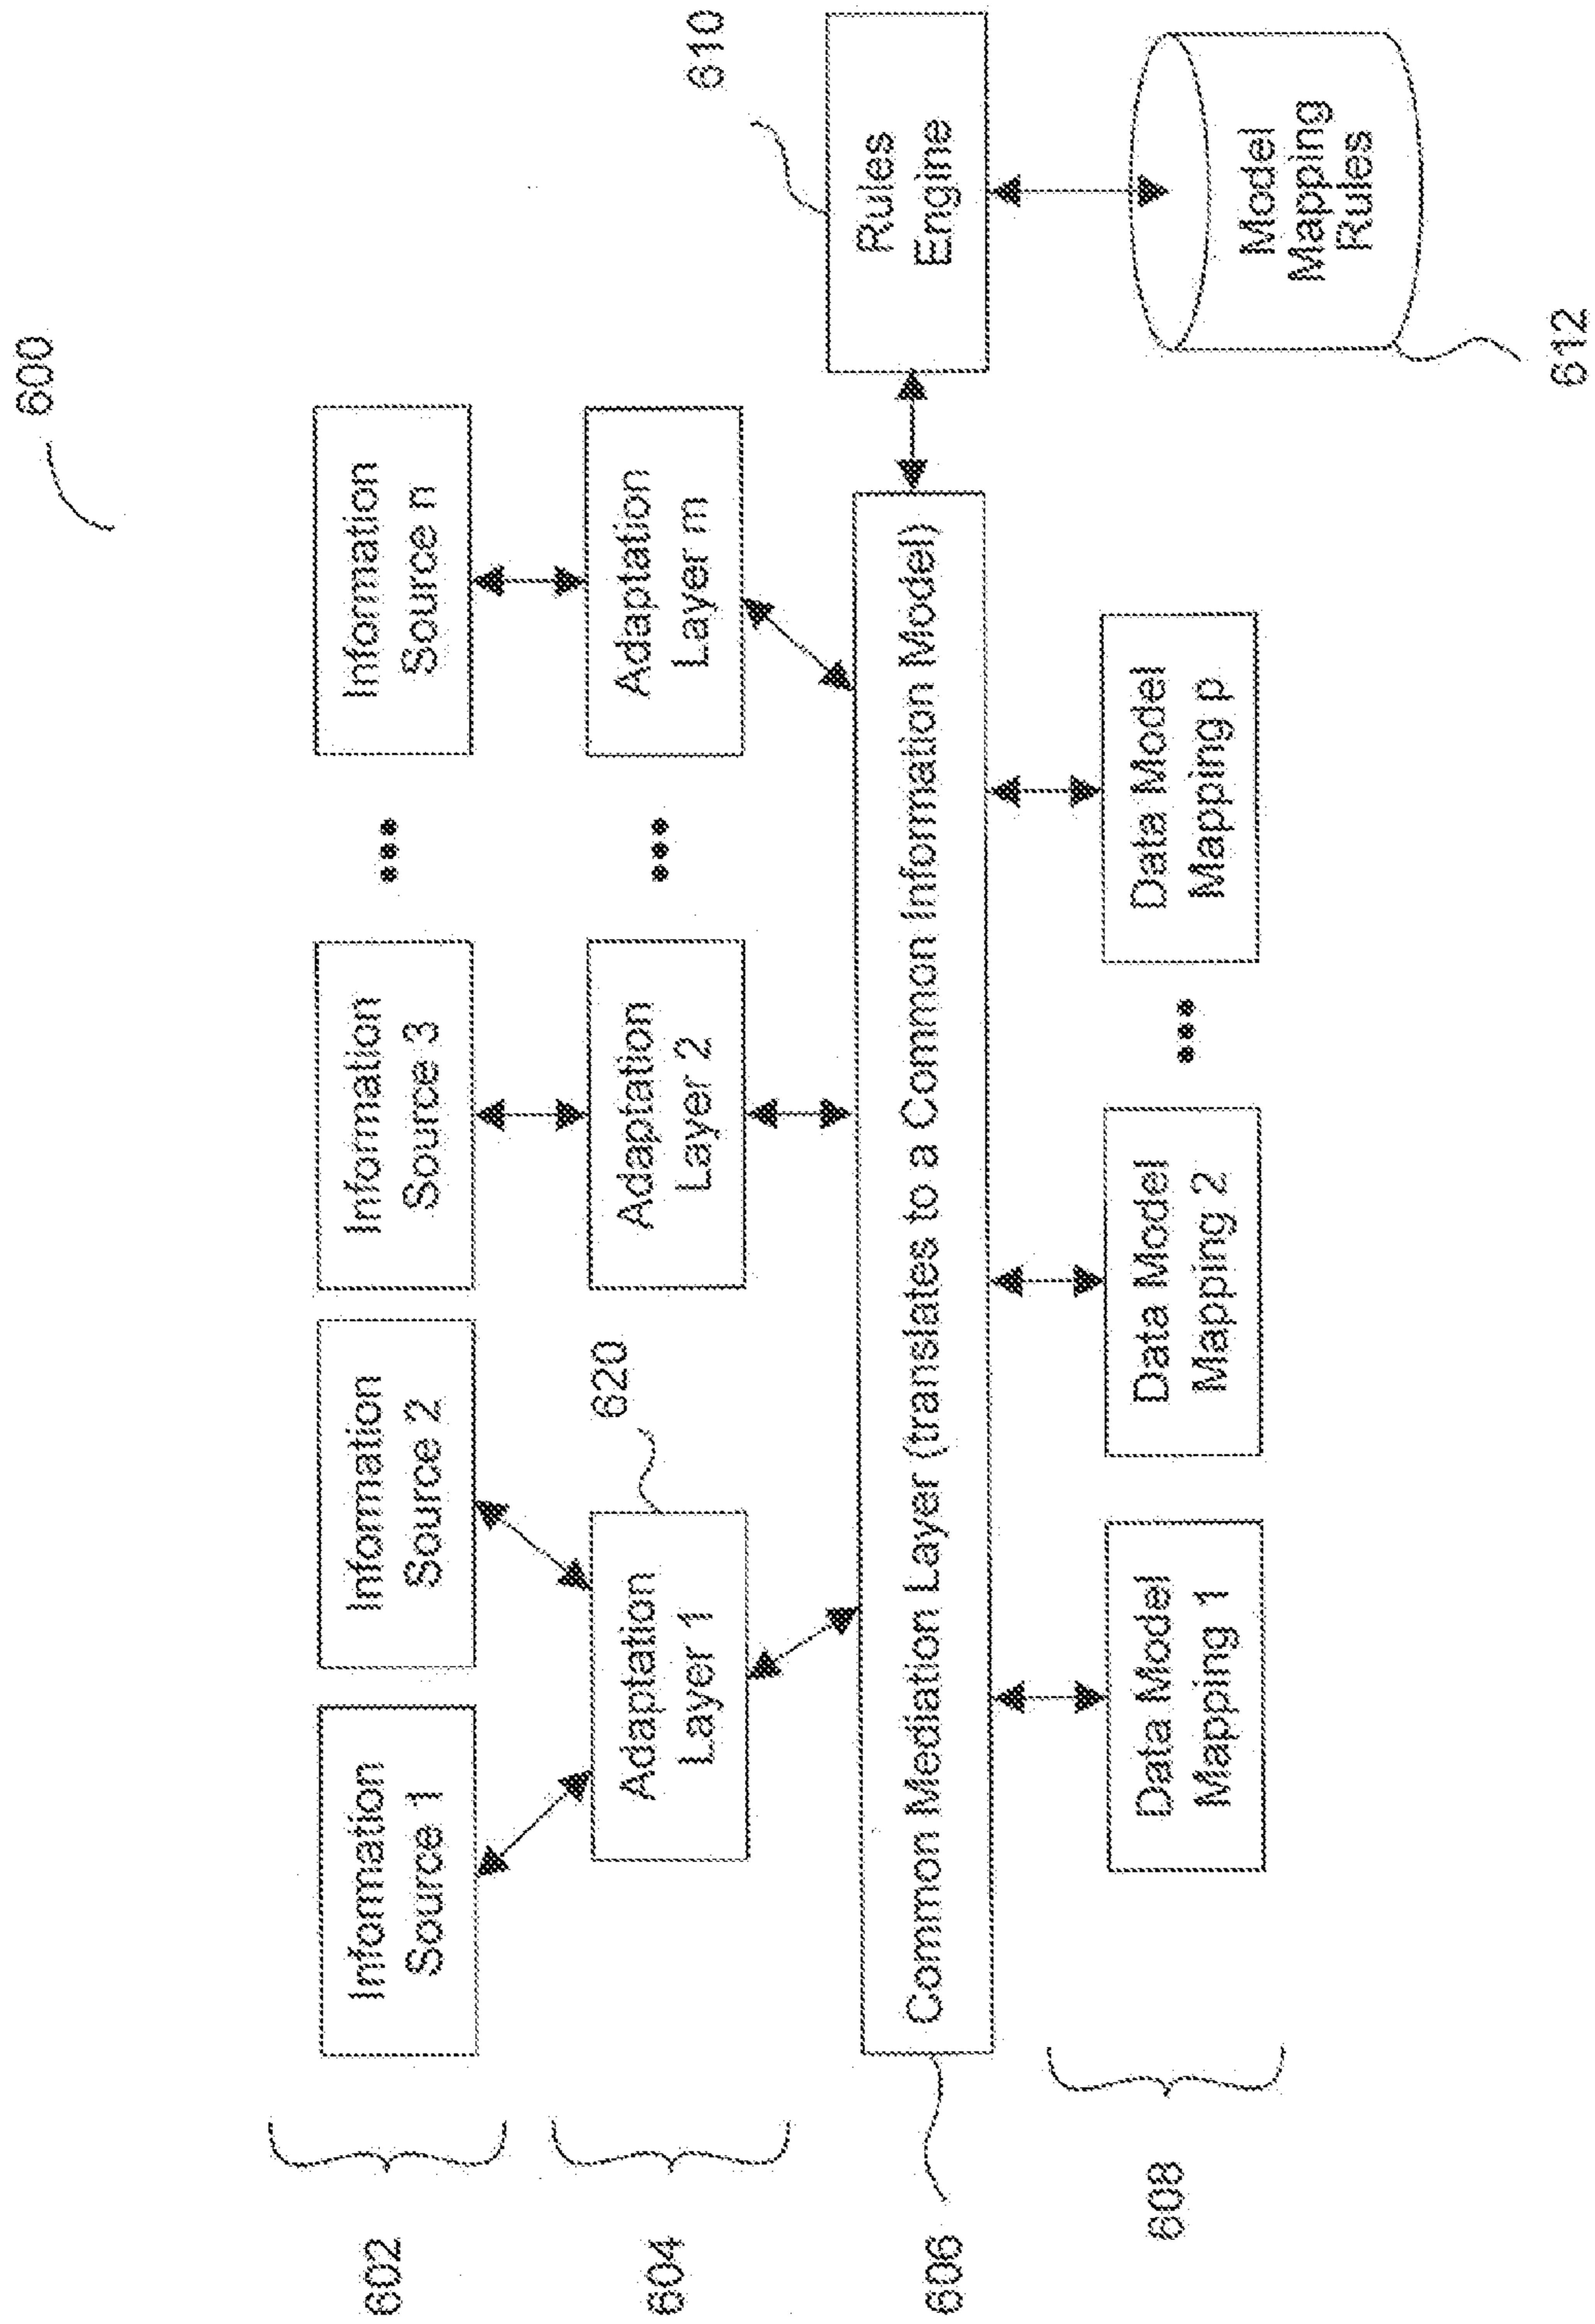 600
602
Information
Source 1
Information
Source 2
Information
Source 3
•••
Information
Source n
604
Adaptation
Layer 1
620
Adaptation
Layer 2
•••
Adaptation
Layer m
610
606
Common Mediation Layer (translates to a Common Information Model)
Rules
Engine
608
Data Model
Mapping 1
Data Model
Mapping 2
•••
Data Model
Mapping p
Model
Mapping
Rules
612